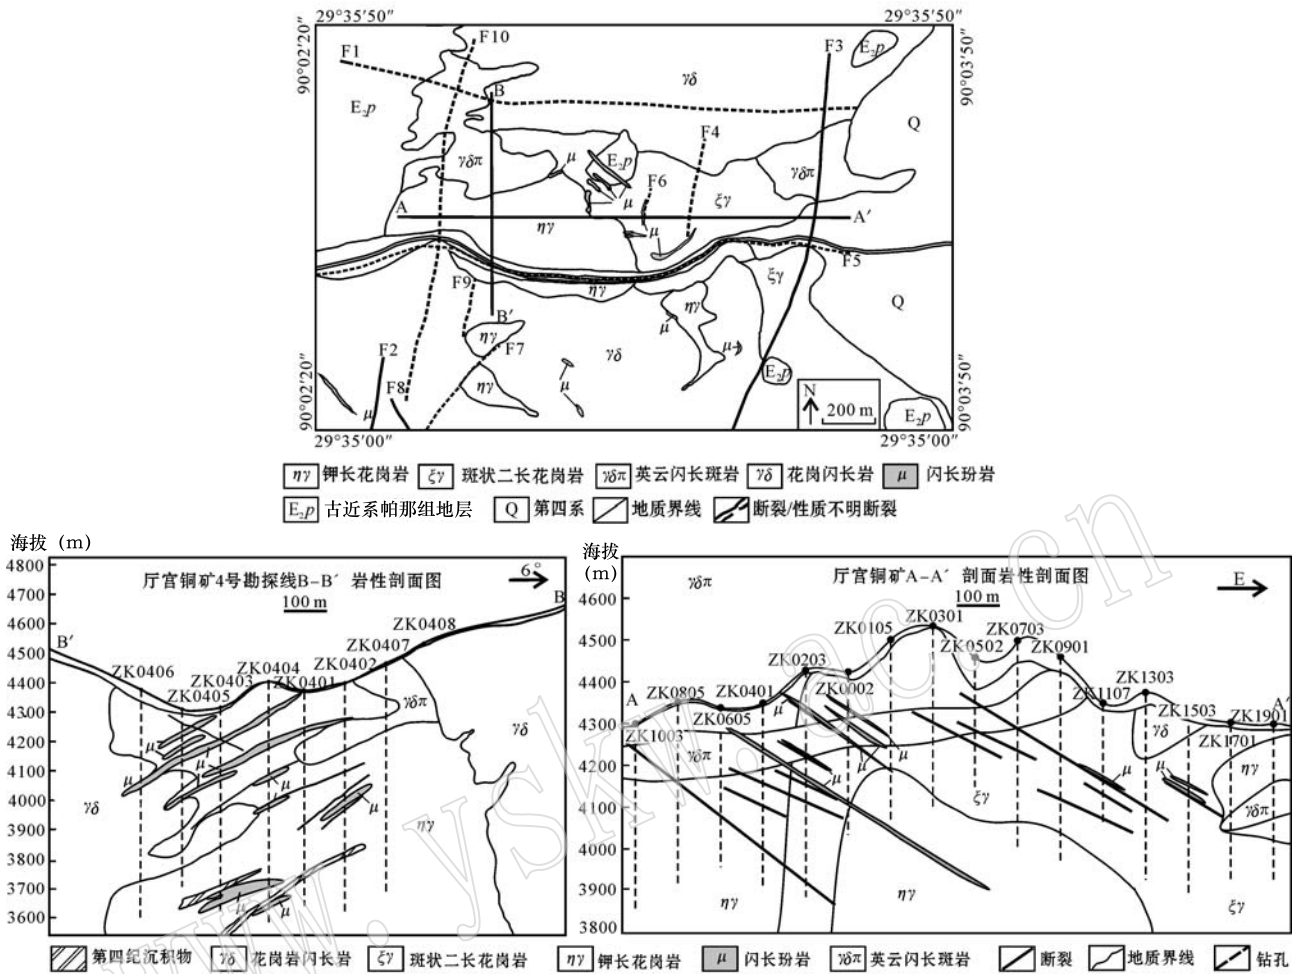 29°35′50″ 29°35′50″
90°02′20″ 90°03′50″
F1 F10 F3 E₂p
B γδ
E₂p Q
F4
γδπ μ E₂p γδπ
F6
μ ξγ
A ηγ μ A′
F5
F9 ηγ ξγ
ηγ Q
B′ μ
ηγ μ
F2 F7 γδ
F8 ηγ μ E₂p
μ N
200 m E₂p
90°02′20″ 90°03′50″
29°35′00″ 29°35′00″
ηγ 钾长花岗岩 ξγ 斑状二长花岗岩 γδπ 英云闪长斑岩 γδ 花岗闪长岩 μ 闪长玢岩
E₂p 古近系帕那组地层 Q 第四系 地质界线 断裂/性质不明断裂
海拔 (m)
4800
4700
4600
4500
4400
4300
4200
4100
4000
3900
3800
3700
3600
厅宫铜矿4号勘探线B-B′ 岩性剖面图
6°
100 m
B
B′
ZK0408
ZK0407
ZK0406 ZK0404 ZK0402
ZK0405 ZK0403 ZK0401
γδπ
γδ
μ μ
μ μ
μ
γδ ηγ
μ μ
海拔
(m)
4600
4500
4400
4300
4200
4100
4000
3900
3800
γδπ
厅宫铜矿A-A′ 剖面岩性剖面图
100 m
E
ZK0301
ZK0105 ZK0703
ZK0502 ZK0901
ZK0203
ZK0002
A ZK0805 ZK0401 ZK1303
ZK0605 μ ZK1107 ZK1503 A′
ZK1003 ZK1901
ZK1701
γδπ μ μ γδ
μ μ ηγ
ξγ γδπ
ηγ ηγ ξγ
第四纪沉积物 γδ 花岗岩闪长岩 ξγ 斑状二长花岗岩 ηγ 钾长花岗岩 μ 闪长玢岩 γδπ 英云闪长斑岩 断裂 地质界线 钻孔
www.yskw.ac.cn